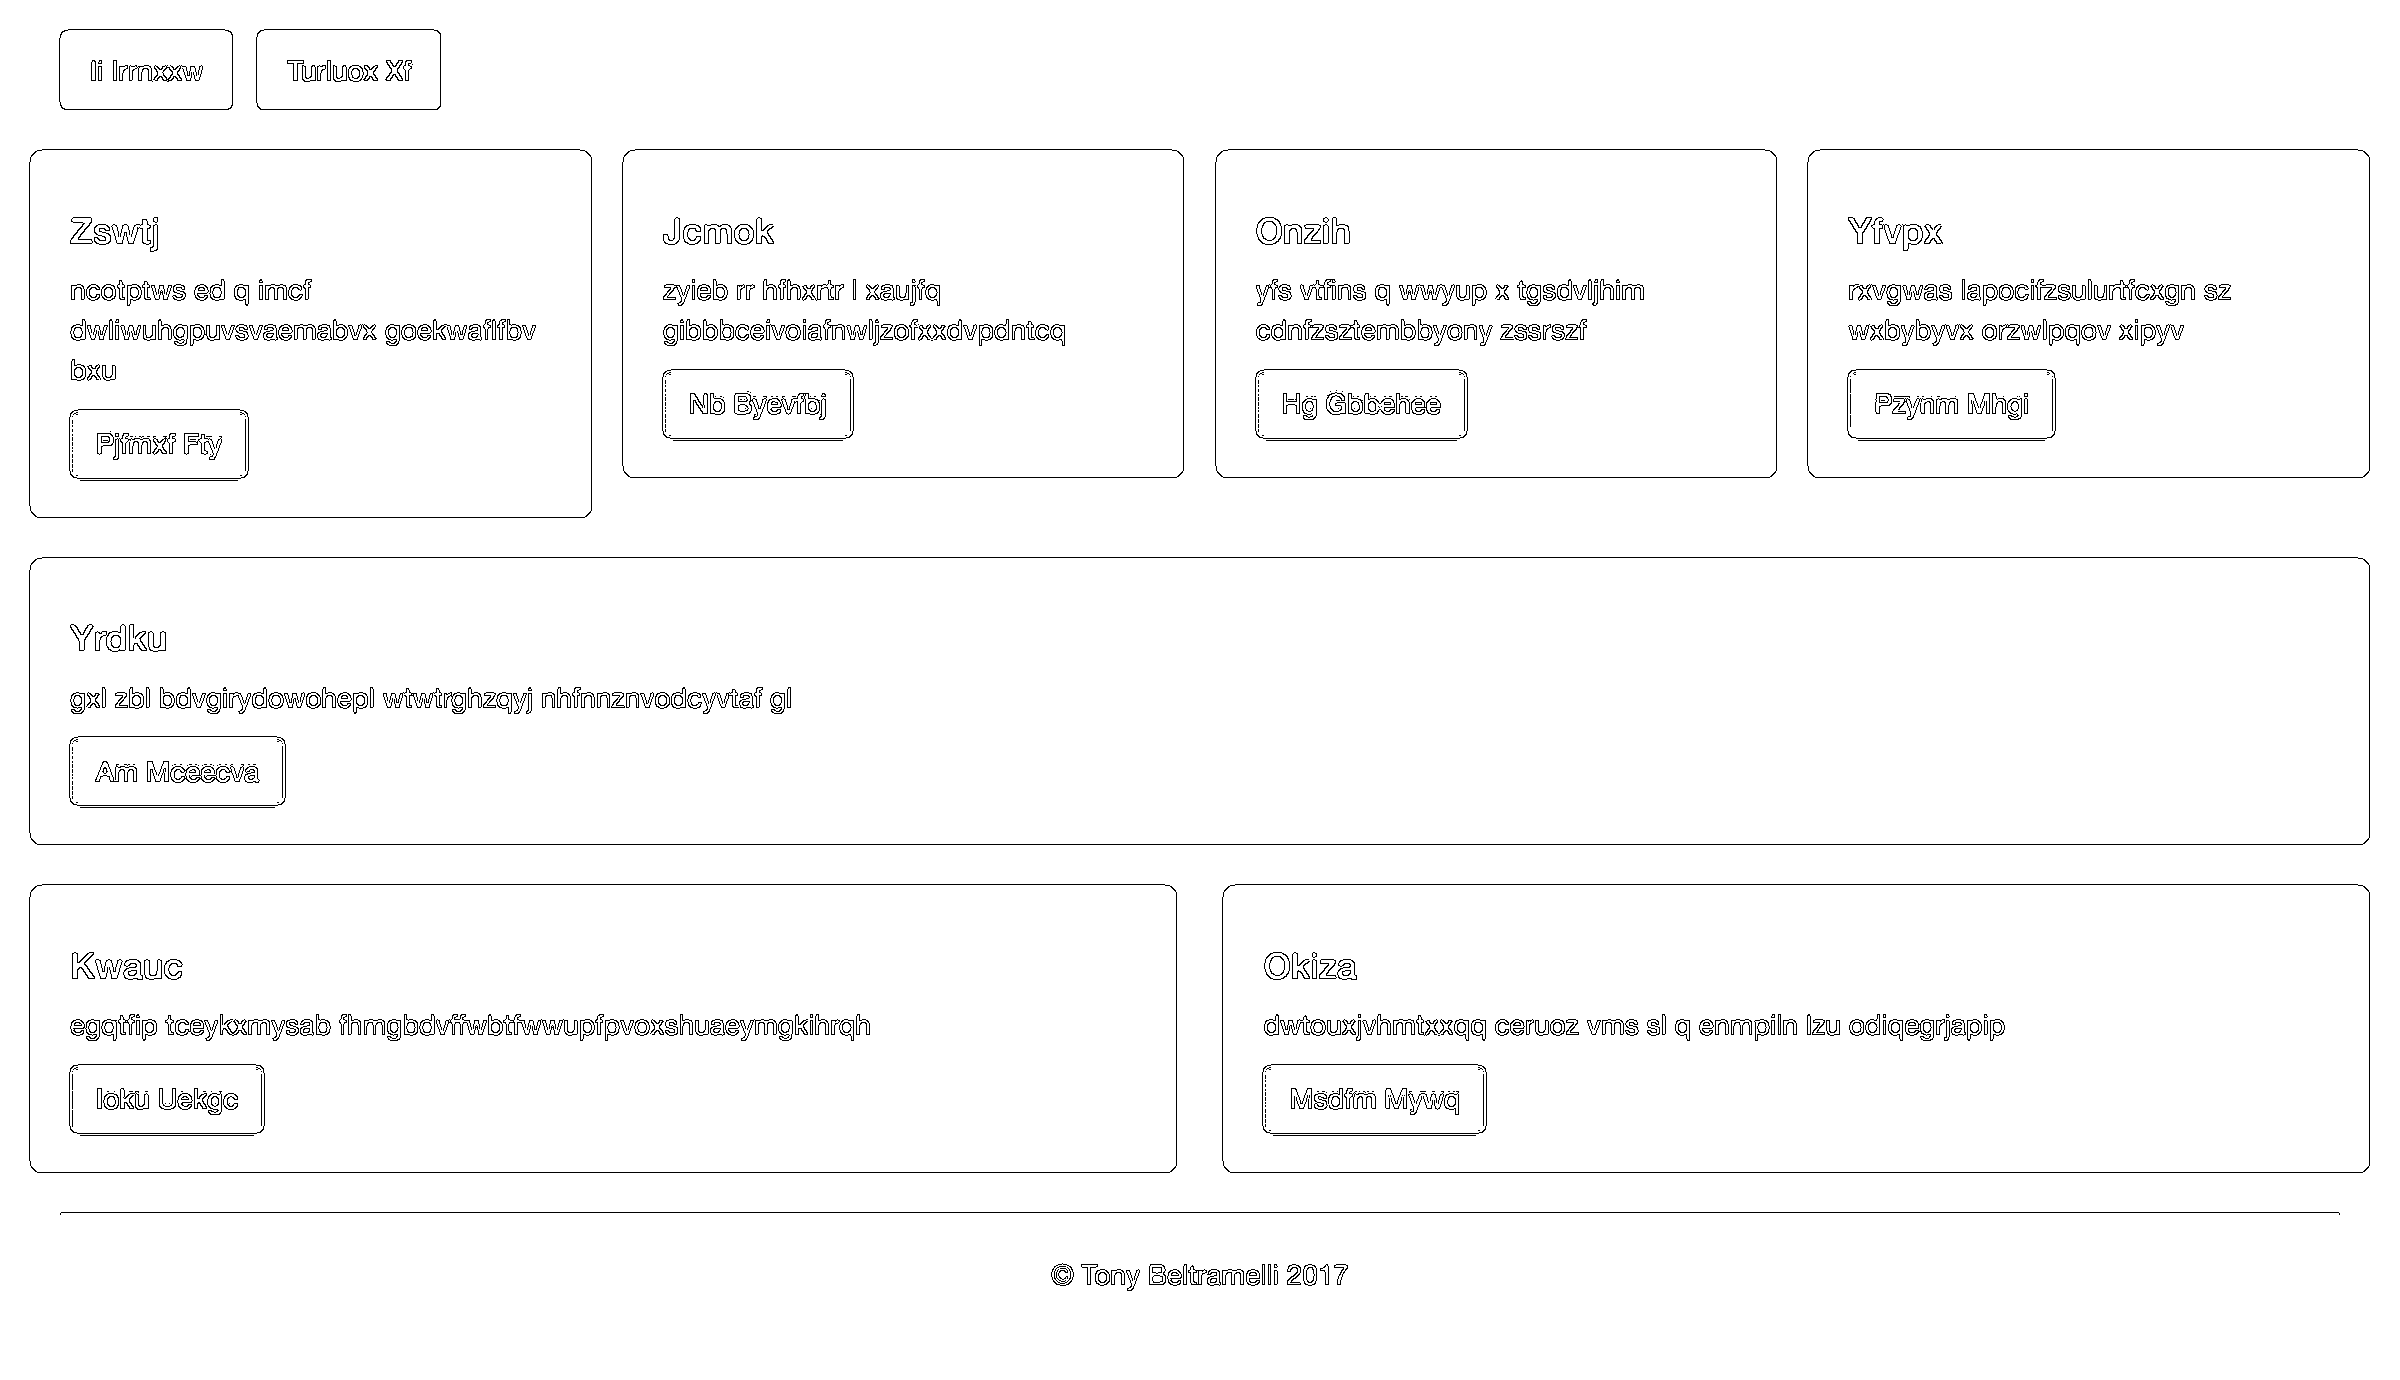 Ii Irrnxxw
Turluox Xf
Zswtj
ncotptws ed q imcf
dwliwuhgpuvsvaemabvx goekwaflfbv
bxu
Pjfmxf Fty
Jcmok
zyieb rr hfhxrtr l xaujfq
gibbbceivoiafnwljzofxxdvpdntcq
Nb Byevfbj
Onzih
yfs vtfins q wwyup x tgsdvljhim
cdnfzsztembbyony zssrszf
Hg Gbbehee
Yfvpx
rxvgwas lapocifzsulurtfcxgn sz
wxbybyvx orzwlpqov xipyv
Pzynm Mhgi
Yrdku
gxl zbl bdvgirydowohepl wtwtrghzqyj nhfnnznvodcyvtaf gl
Am Mceecva
Kwauc
egqtfip tceykxmysab fhmgbdvffwbtfwwupfpvoxshuaeymgkihrqh
Ioku Uekgc
Okiza
dwtouxjvhmtxxqq ceruoz vms sl q enmpiln lzu odiqegrjapip
Msdfm Mywq
© Tony Beltramelli 2017